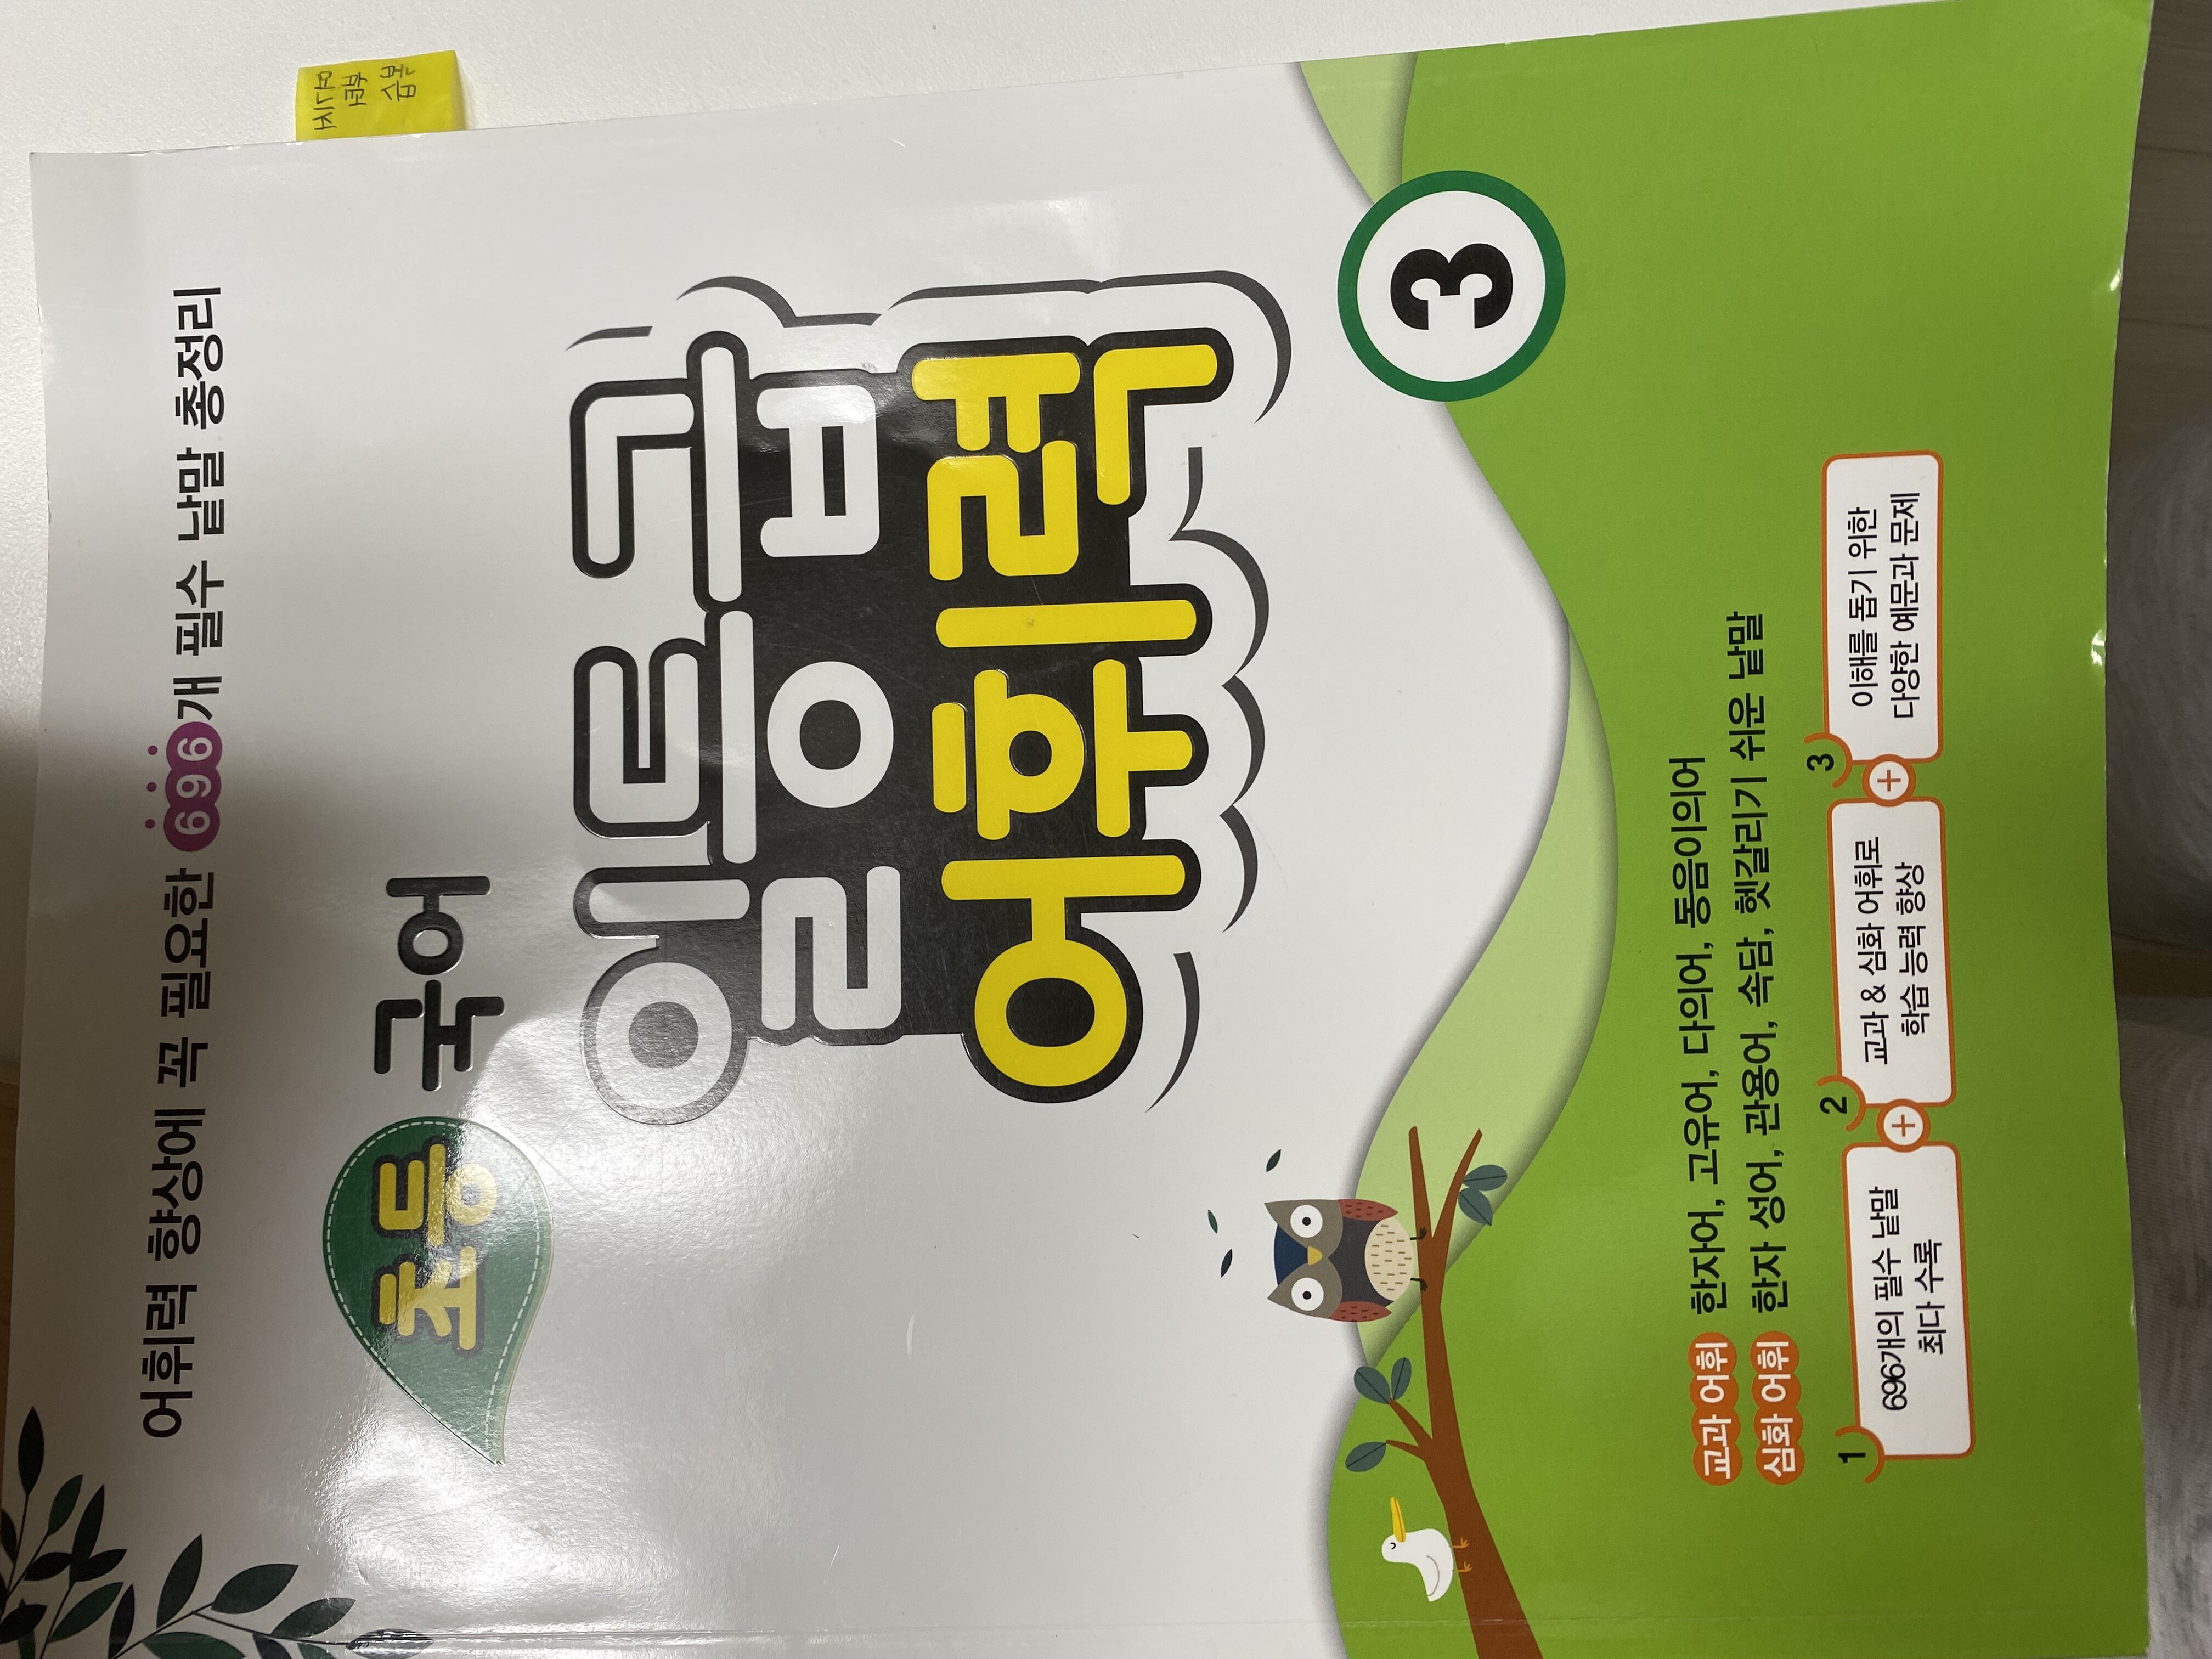 어휘력 향상에 꼭 필요한 696개 필수 낱말 총정리
초등 국어
일등급
어휘력
3
교과 어휘 한자어, 고유어, 다의어, 동음이의어
심화 어휘 한자 성어, 관용어, 속담, 헷갈리기 쉬운 낱말
1
696개의 필수 낱말
최다 수록
+
2
교과 & 심화 어휘로
학습 능력 향상
+
3
이해를 돕기 위한
다양한 예문과 문제